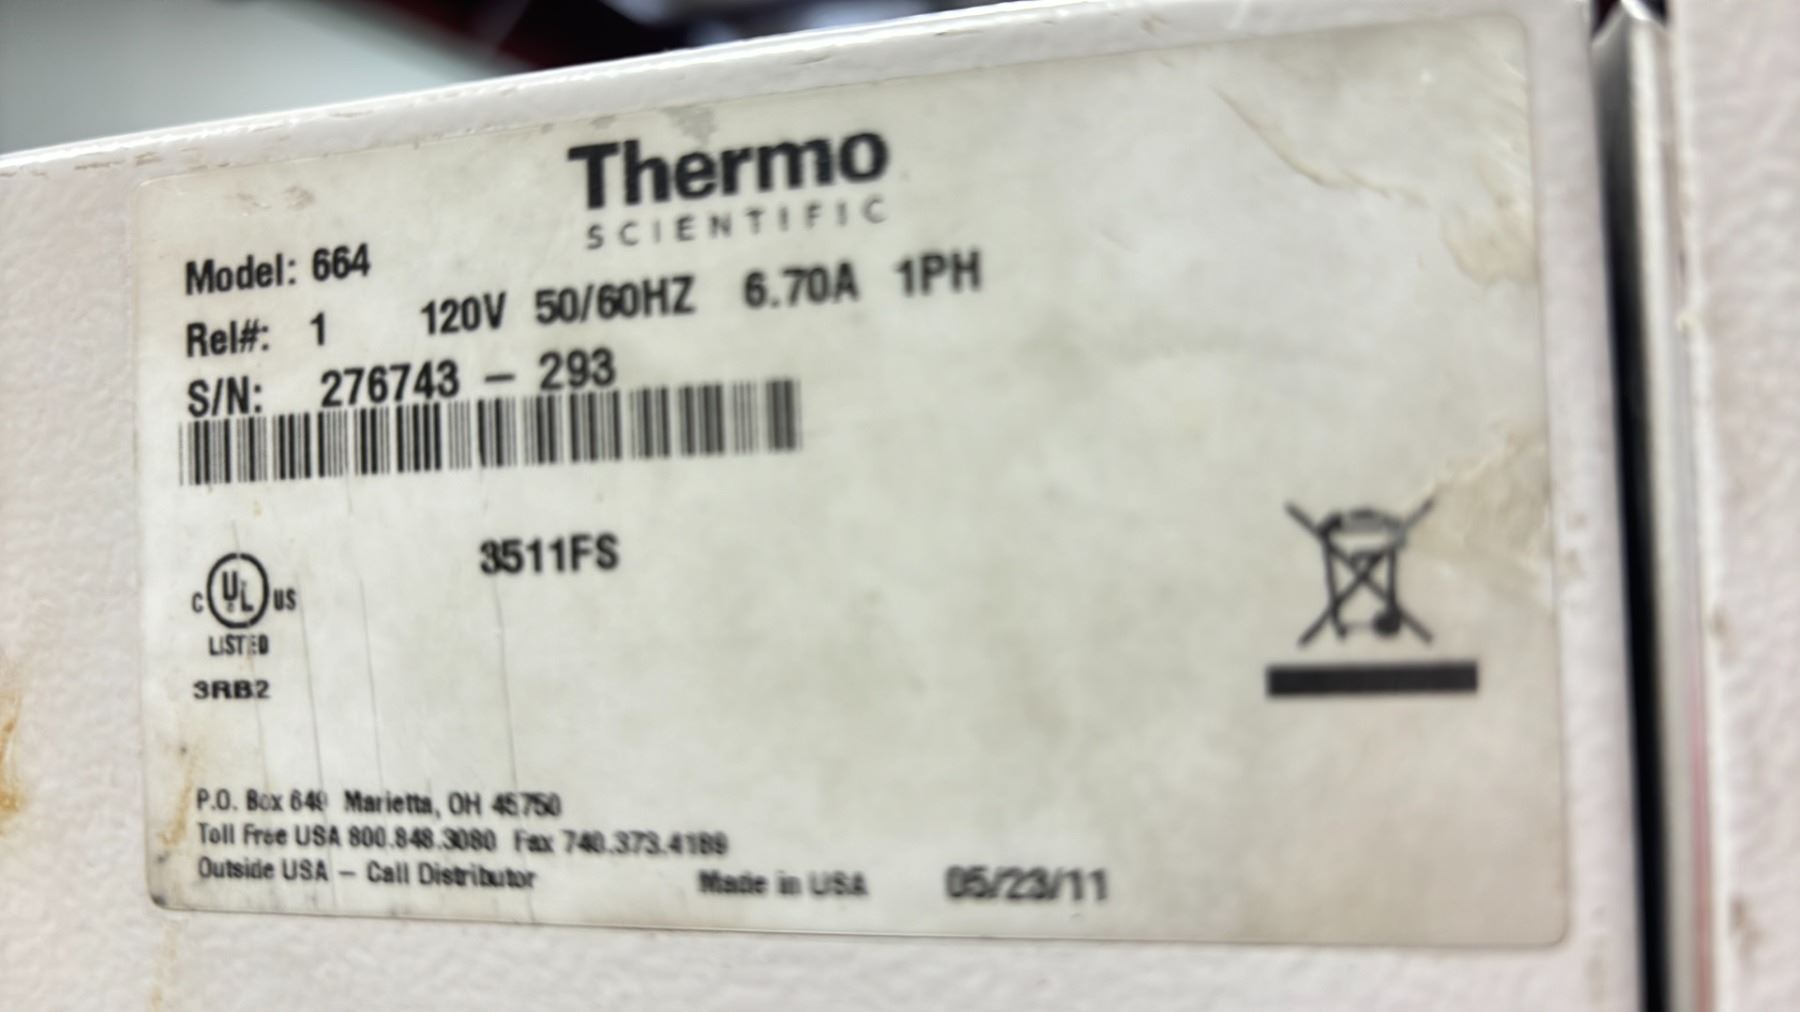 Thermo
SCIENTIFIC
Model: 664
Rel#: 1 120V 50/60HZ 6.70A 1PH
S/N: 276743 – 293
3511FS
C UL US
LISTED
3RB2
P.O. Box 649 Marietta, OH 45750
Toll Free USA 800.848.3080 Fax 740.373.4189
Outside USA – Call Distributor
Made in USA 05/23/11